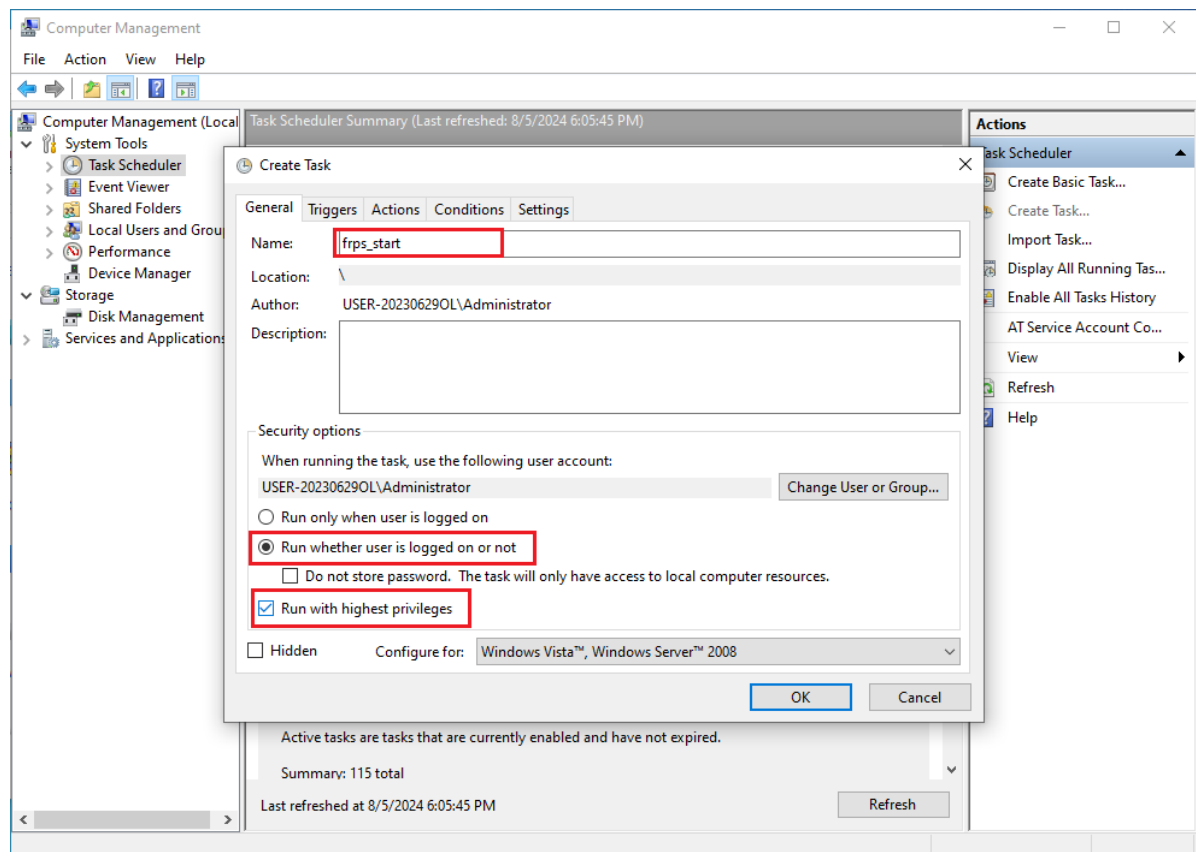 Computer Management
File Action View Help
Computer Management (Local
System Tools
Task Scheduler
Event Viewer
Shared Folders
Local Users and Grou
Performance
Device Manager
Storage
Disk Management
Services and Applications
Task Scheduler Summary (Last refreshed: 8/5/2024 6:05:45 PM)
Create Task
General Triggers Actions Conditions Settings
Name: frps_start
Location: \
Author: USER-20230629OL\Administrator
Description:
Security options
When running the task, use the following user account:
USER-20230629OL\Administrator Change User or Group...
Run only when user is logged on
Run whether user is logged on or not
Do not store password. The task will only have access to local computer resources.
Run with highest privileges
Hidden Configure for: Windows Vista™, Windows Server™ 2008
OK Cancel
Active tasks are tasks that are currently enabled and have not expired.
Summary: 115 total
Last refreshed at 8/5/2024 6:05:45 PM Refresh
Actions
ask Scheduler
Create Basic Task...
Create Task...
Import Task...
Display All Running Tas...
Enable All Tasks History
AT Service Account Co...
View
Refresh
Help